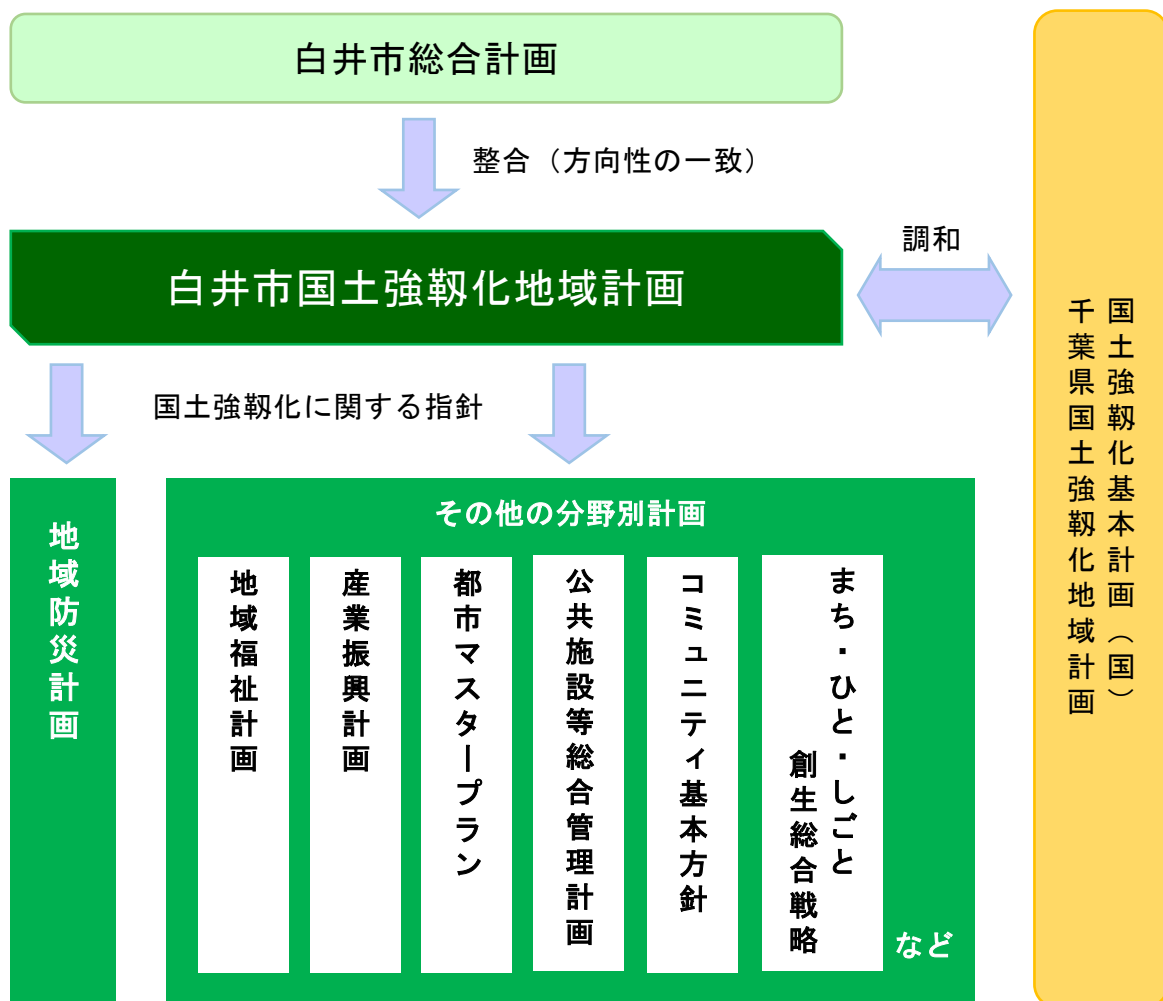 白井市総合計画
整合（方向性の一致）
白井市国土強靱化地域計画
調和
国土強靱化に関する指針
地域防災計画
その他の分野別計画
地域福祉計画
産業振興計画
都市マスタープラン
公共施設等総合管理計画
コミュニティ基本方針
まち・ひと・しごと
創生総合戦略
など
国土強靱化基本計画（国）
千葉県国土強靱化地域計画